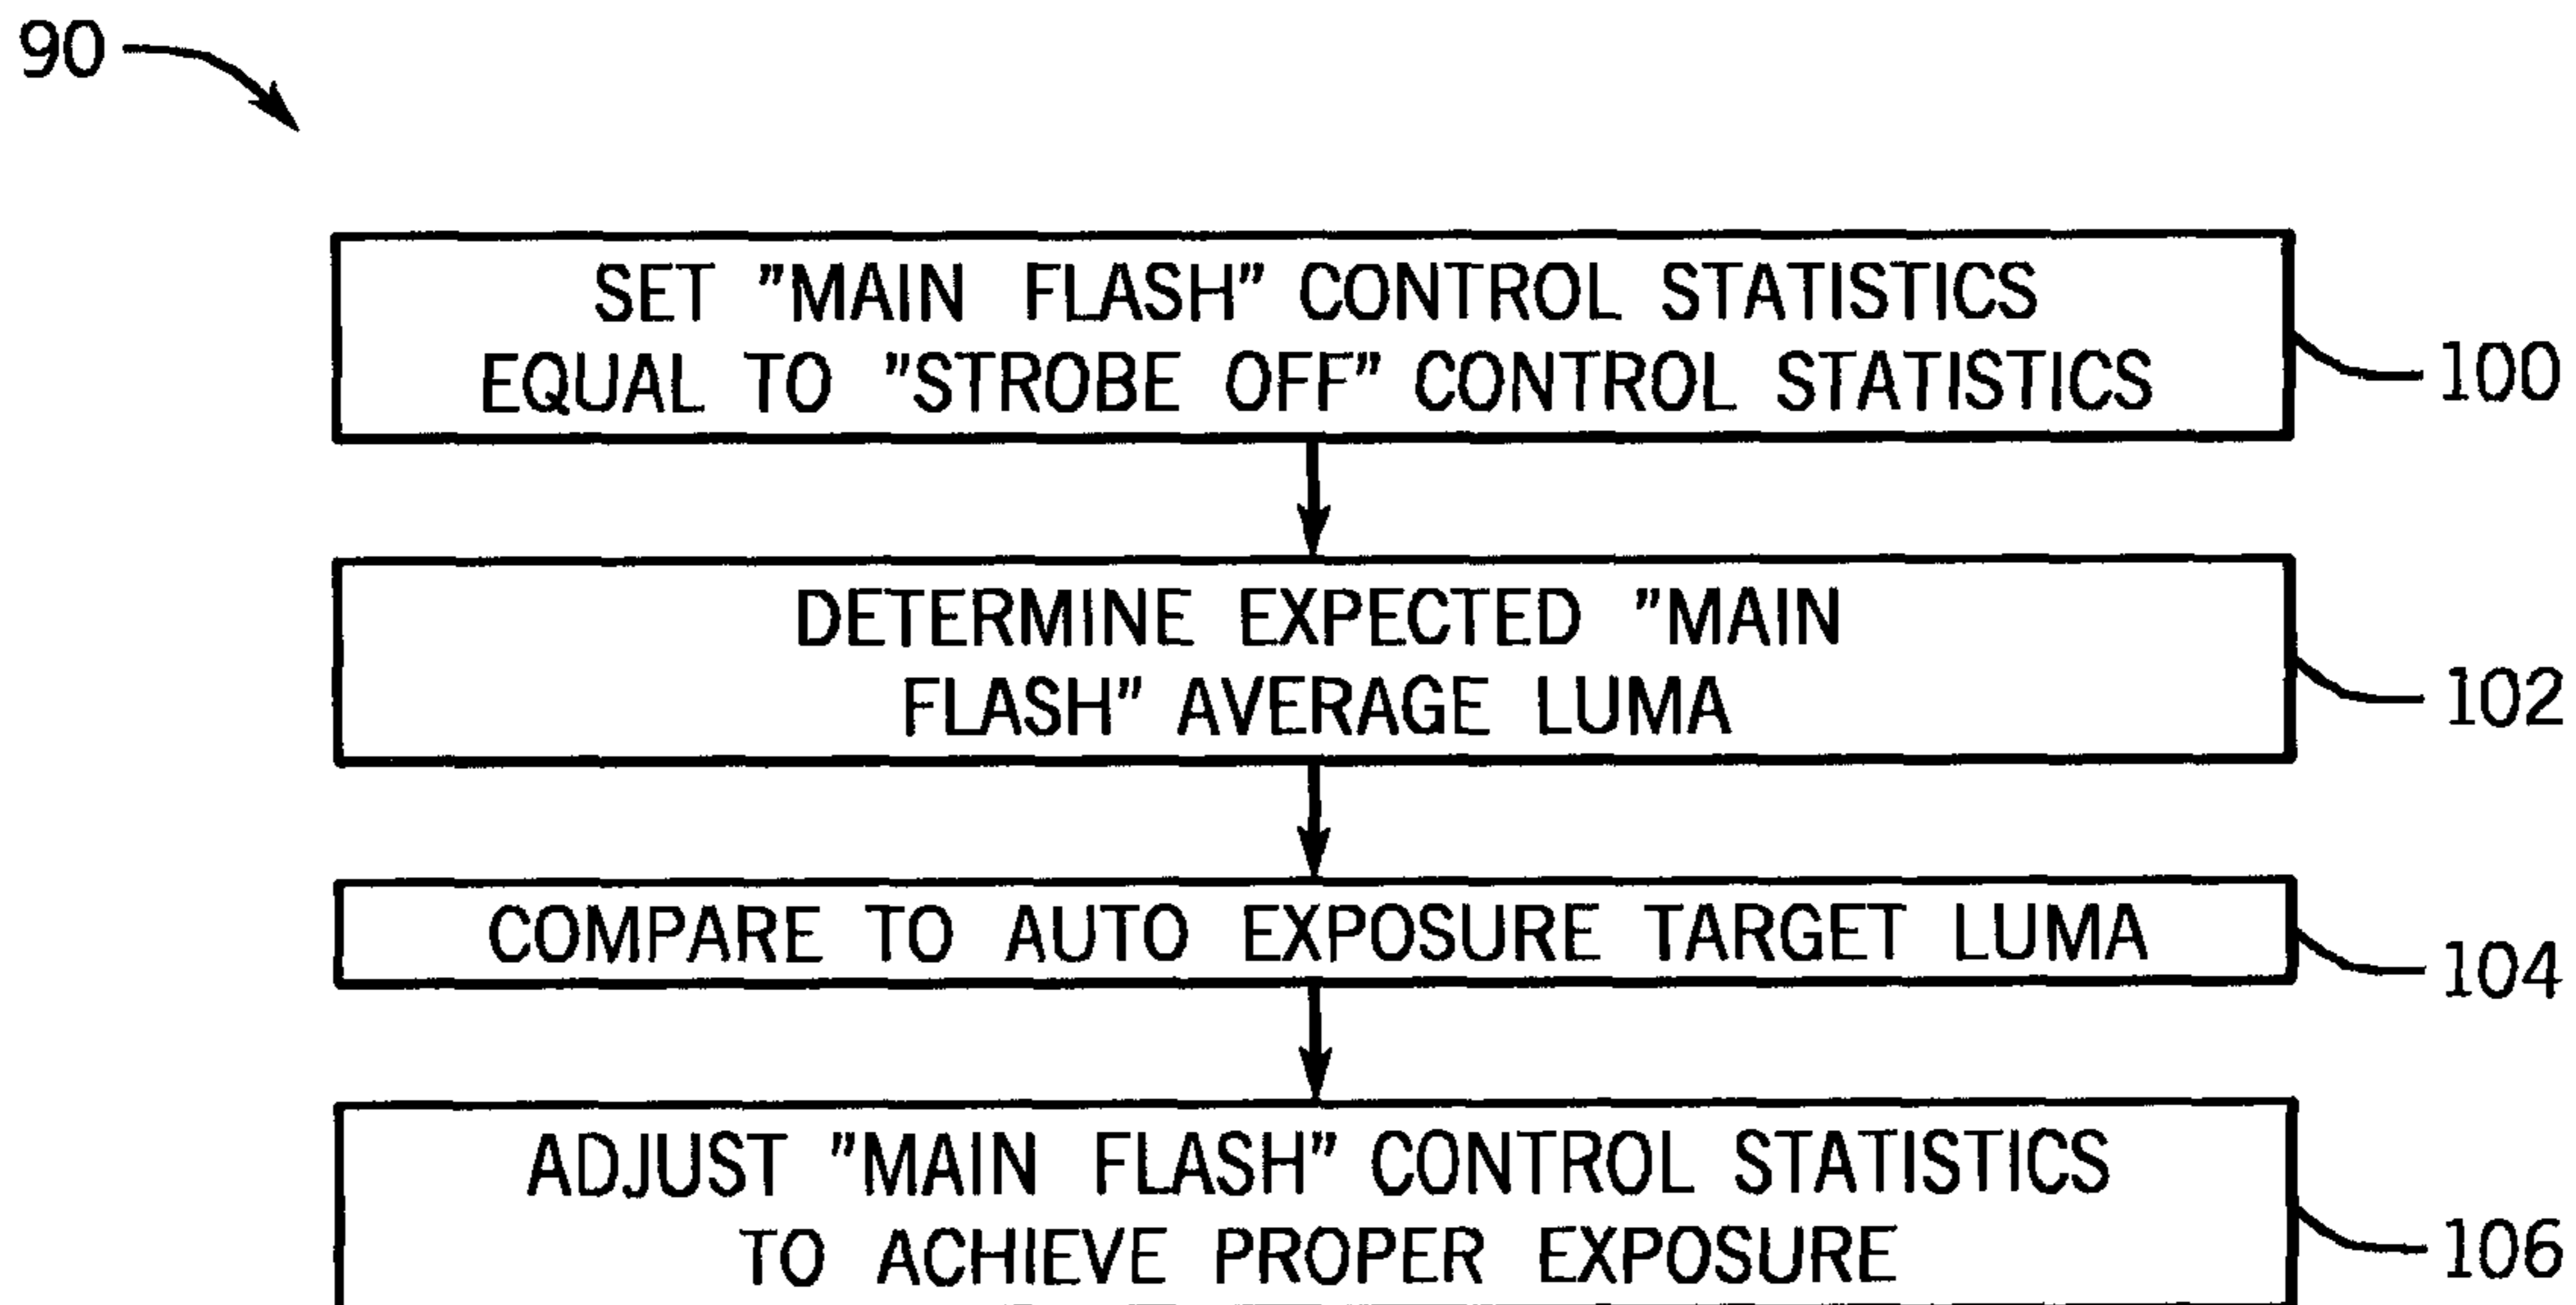 90
SET "MAIN FLASH" CONTROL STATISTICS
EQUAL TO "STROBE OFF" CONTROL STATISTICS
100
DETERMINE EXPECTED "MAIN
FLASH" AVERAGE LUMA
102
COMPARE TO AUTO EXPOSURE TARGET LUMA
104
ADJUST "MAIN FLASH" CONTROL STATISTICS
TO ACHIEVE PROPER EXPOSURE
106